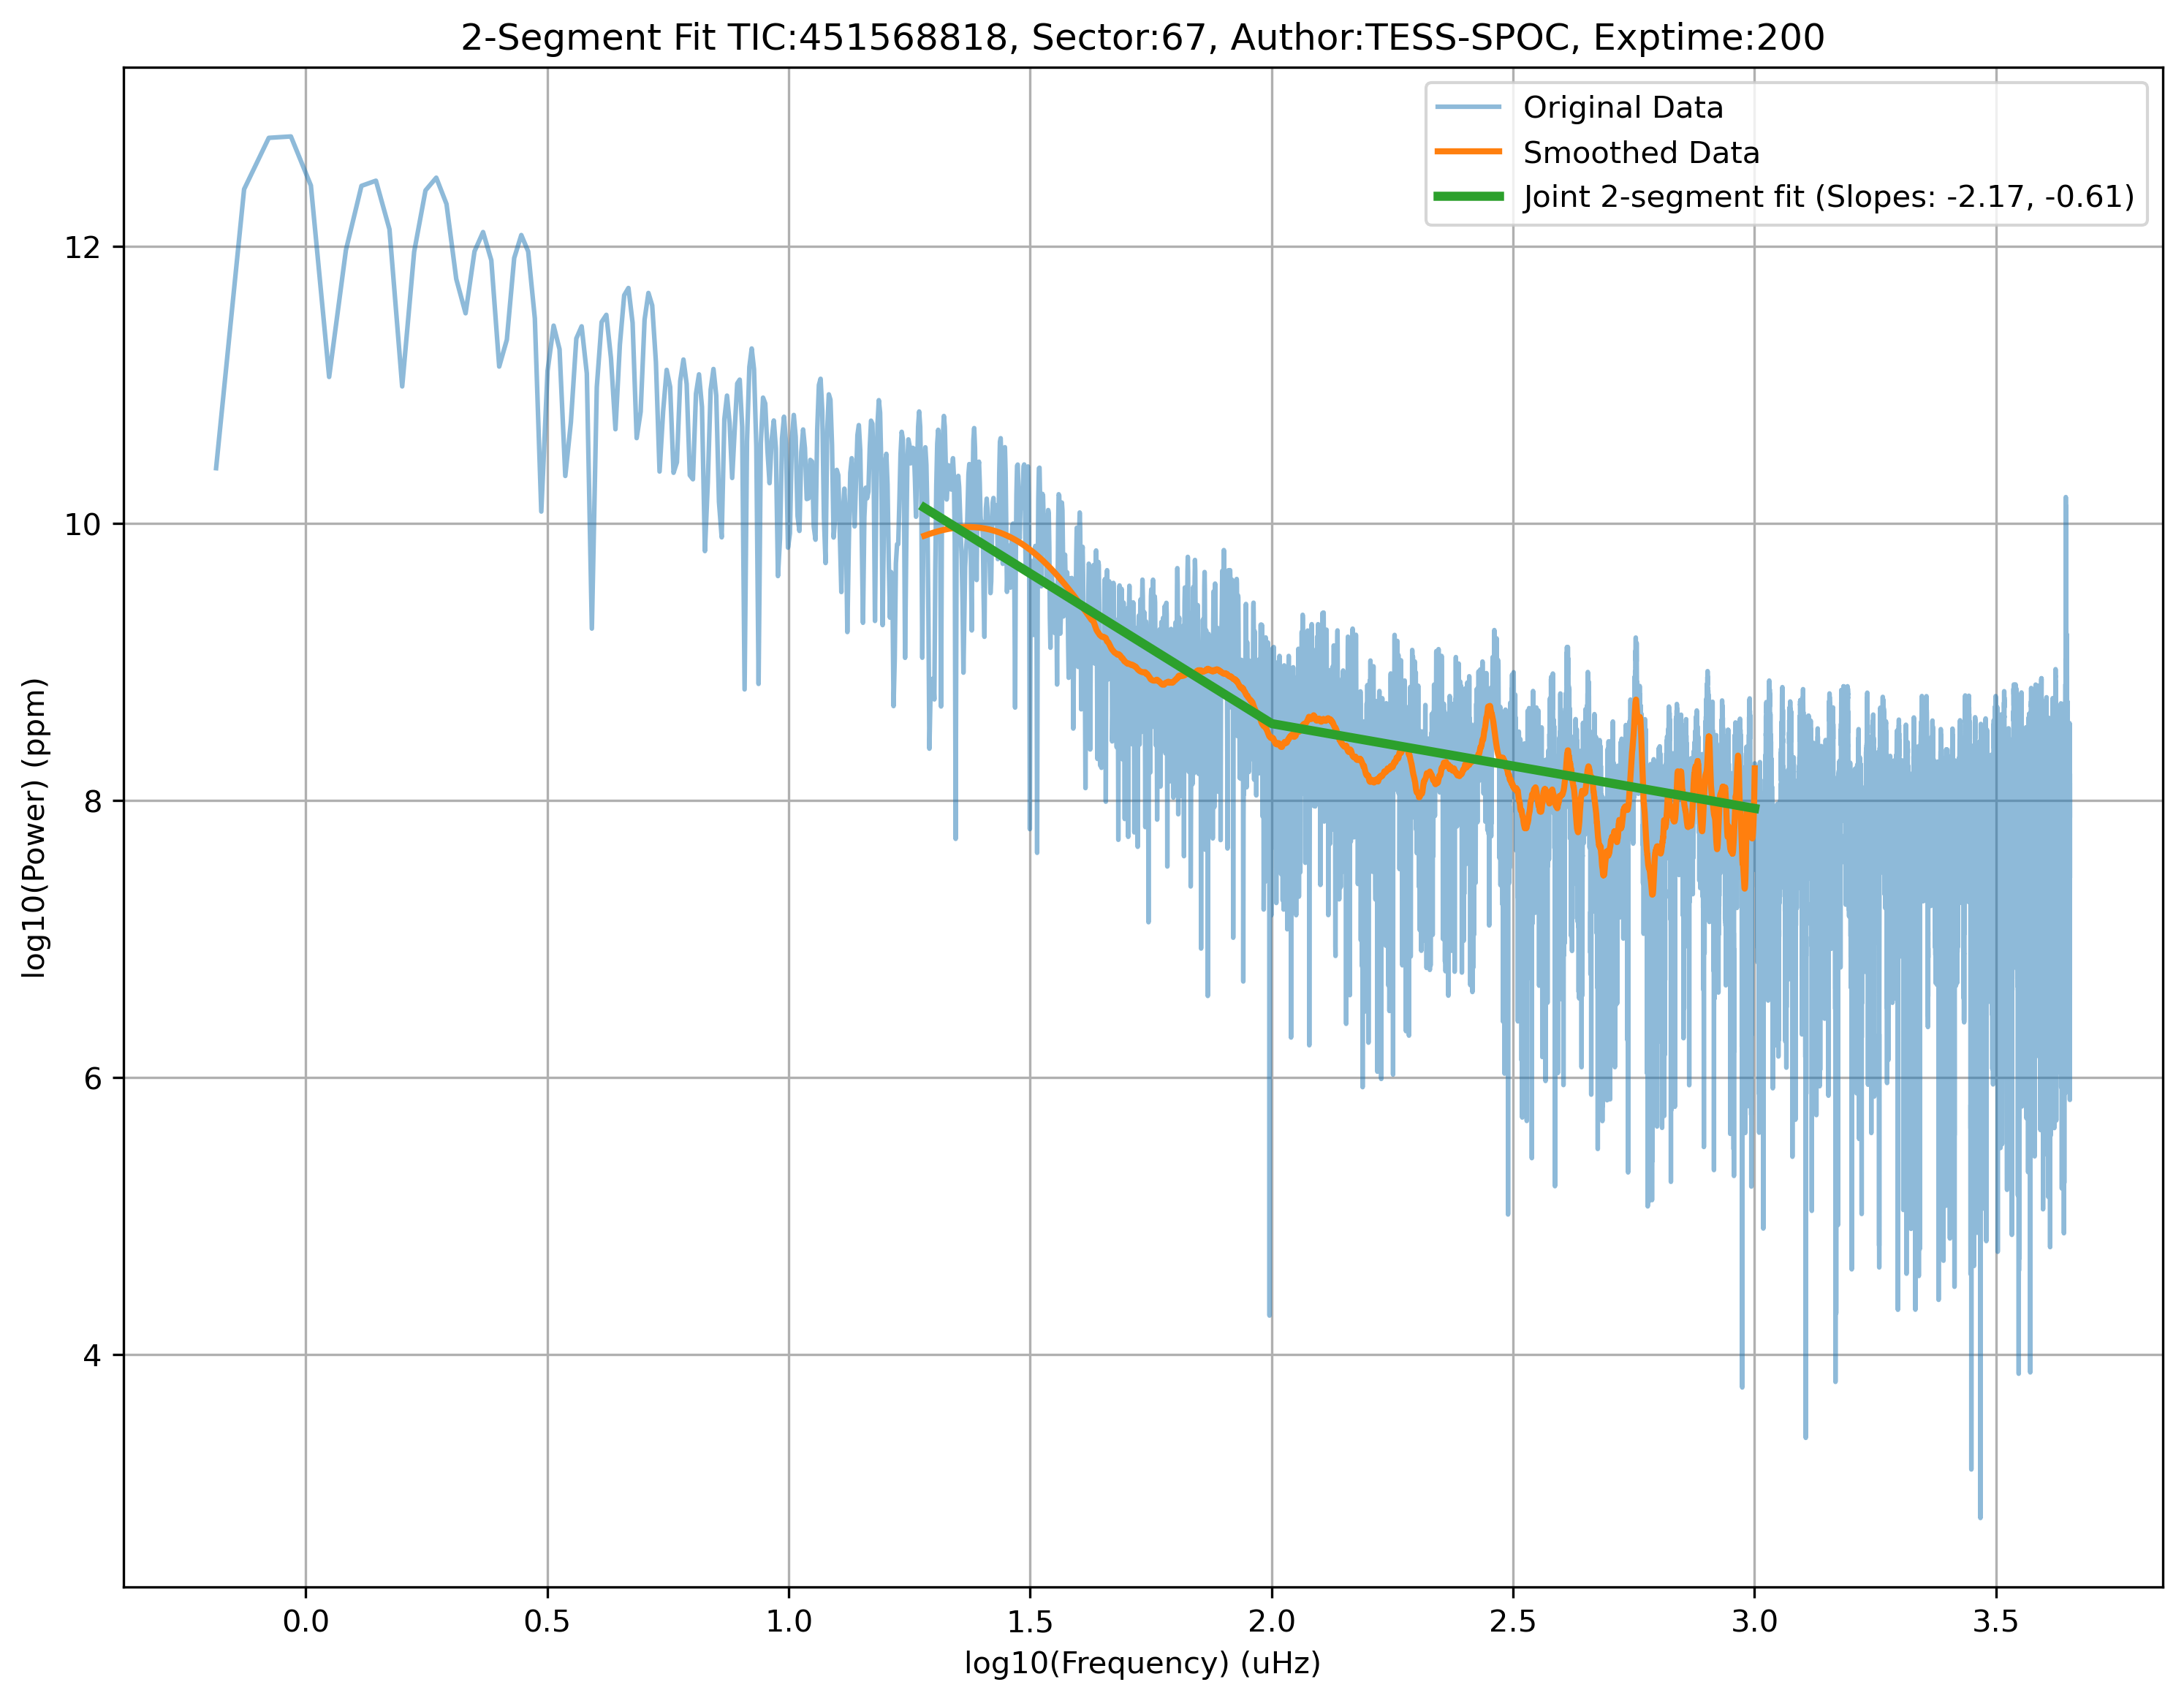 2-Segment Fit TIC:451568818, Sector:67, Author:TESS-SPOC, Exptime:200
Original Data
Smoothed Data
Joint 2-segment fit (Slopes: -2.17, -0.61)
log10(Power) (ppm)
12
10
8
6
4
0.0 0.5 1.0 1.5 2.0 2.5 3.0 3.5
log10(Frequency) (uHz)